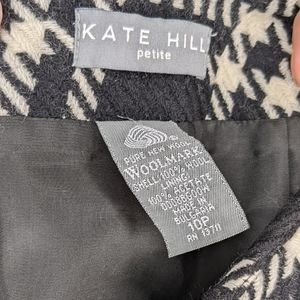 KATE HILL
petite
PURE NEW WOOL
WOOLMARK
SHELL: 100% WOOL
LINING:
100% ACETATE
MADE IN
BULGARIA
10P
RN 13711